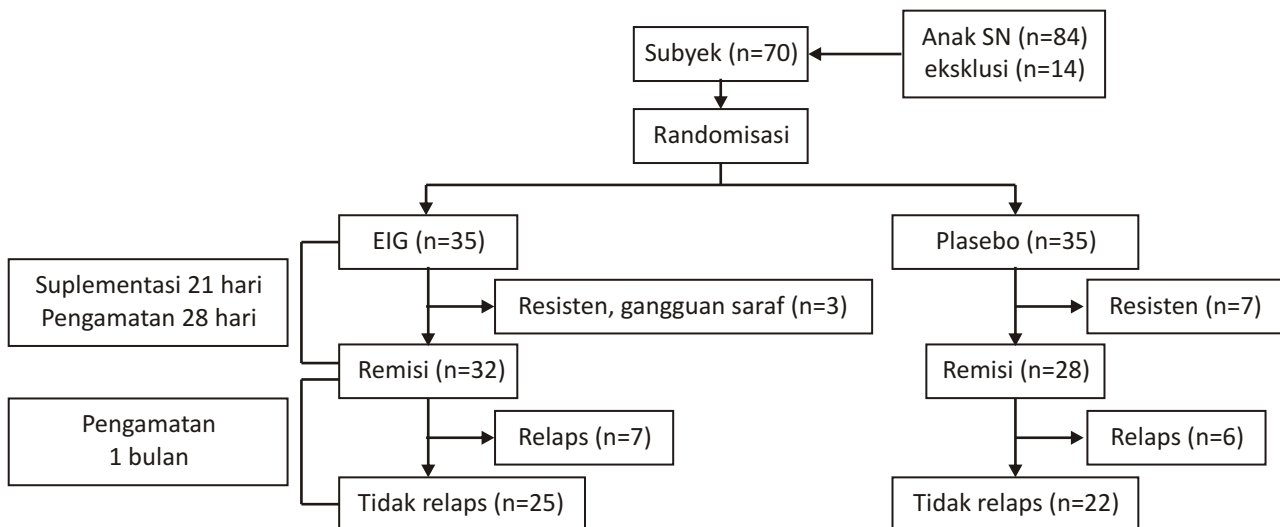 Anak SN (n=84)
eksklusi (n=14)
Subyek (n=70)
Randomisasi
EIG (n=35)
Plasebo (n=35)
Suplementasi 21 hari
Pengamatan 28 hari
Resisten, gangguan saraf (n=3)
Resisten (n=7)
Remisi (n=32)
Remisi (n=28)
Pengamatan
1 bulan
Relaps (n=7)
Relaps (n=6)
Tidak relaps (n=25)
Tidak relaps (n=22)